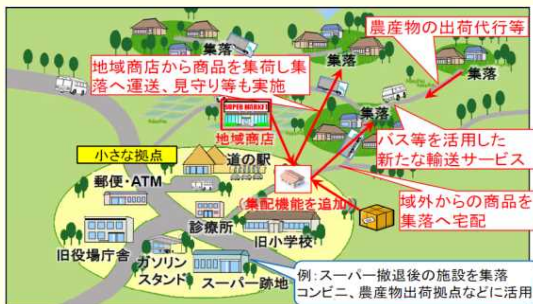 農産物の出荷代行等
集落
集落
集落
地域商店から商品を集荷し集
落へ運送、見守り等も実施
SUPER MARKET
地域商店
集落
バス等を活用した
新たな輸送サービス
小さな拠点
道の駅
郵便・ATM
(集配機能を追加)
域外からの商品を
集落へ宅配
診療所
旧小学校
旧役場庁舎
ガソリン
スタンド
スーパー跡地
例:スーパー撤退後の施設を集落
コンビニ、農産物出荷拠点などに活用